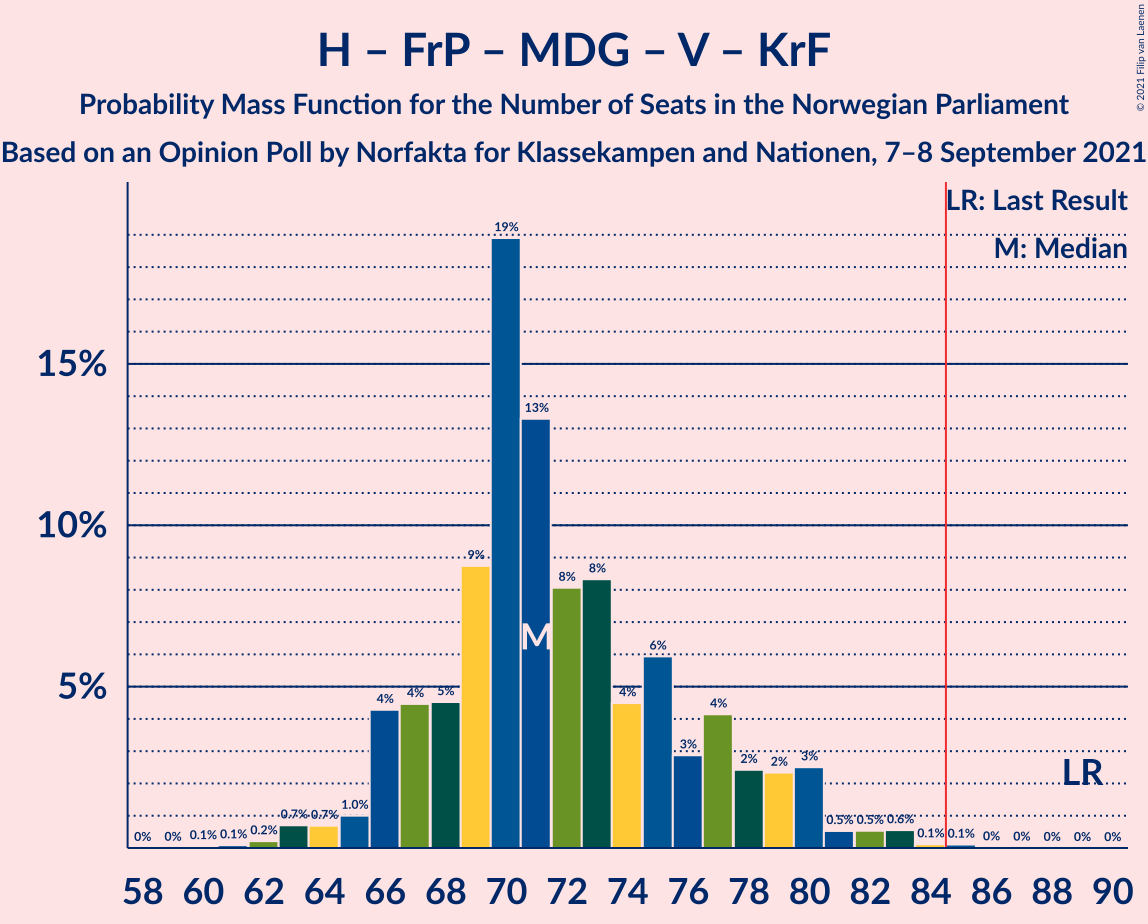 H – FrP – MDG – V – KrF
Probability Mass Function for the Number of Seats in the Norwegian Parliament
Based on an Opinion Poll by Norfakta for Klassekampen and Nationen, 7–8 September 2021
© 2021 Filip van Laenen
LR: Last Result
M: Median
15%
10%
5%
0% 0% 0.1% 0.1% 0.2% 0.7% 0.7% 1.0% 4% 4% 5% 9% 19% 13% 8% 8% 4% 6% 3% 4% 2% 2% 3% 0.5% 0.5% 0.6% 0.1% 0.1% 0% 0% 0% 0% 0%
M
LR
58 60 62 64 66 68 70 72 74 76 78 80 82 84 86 88 90